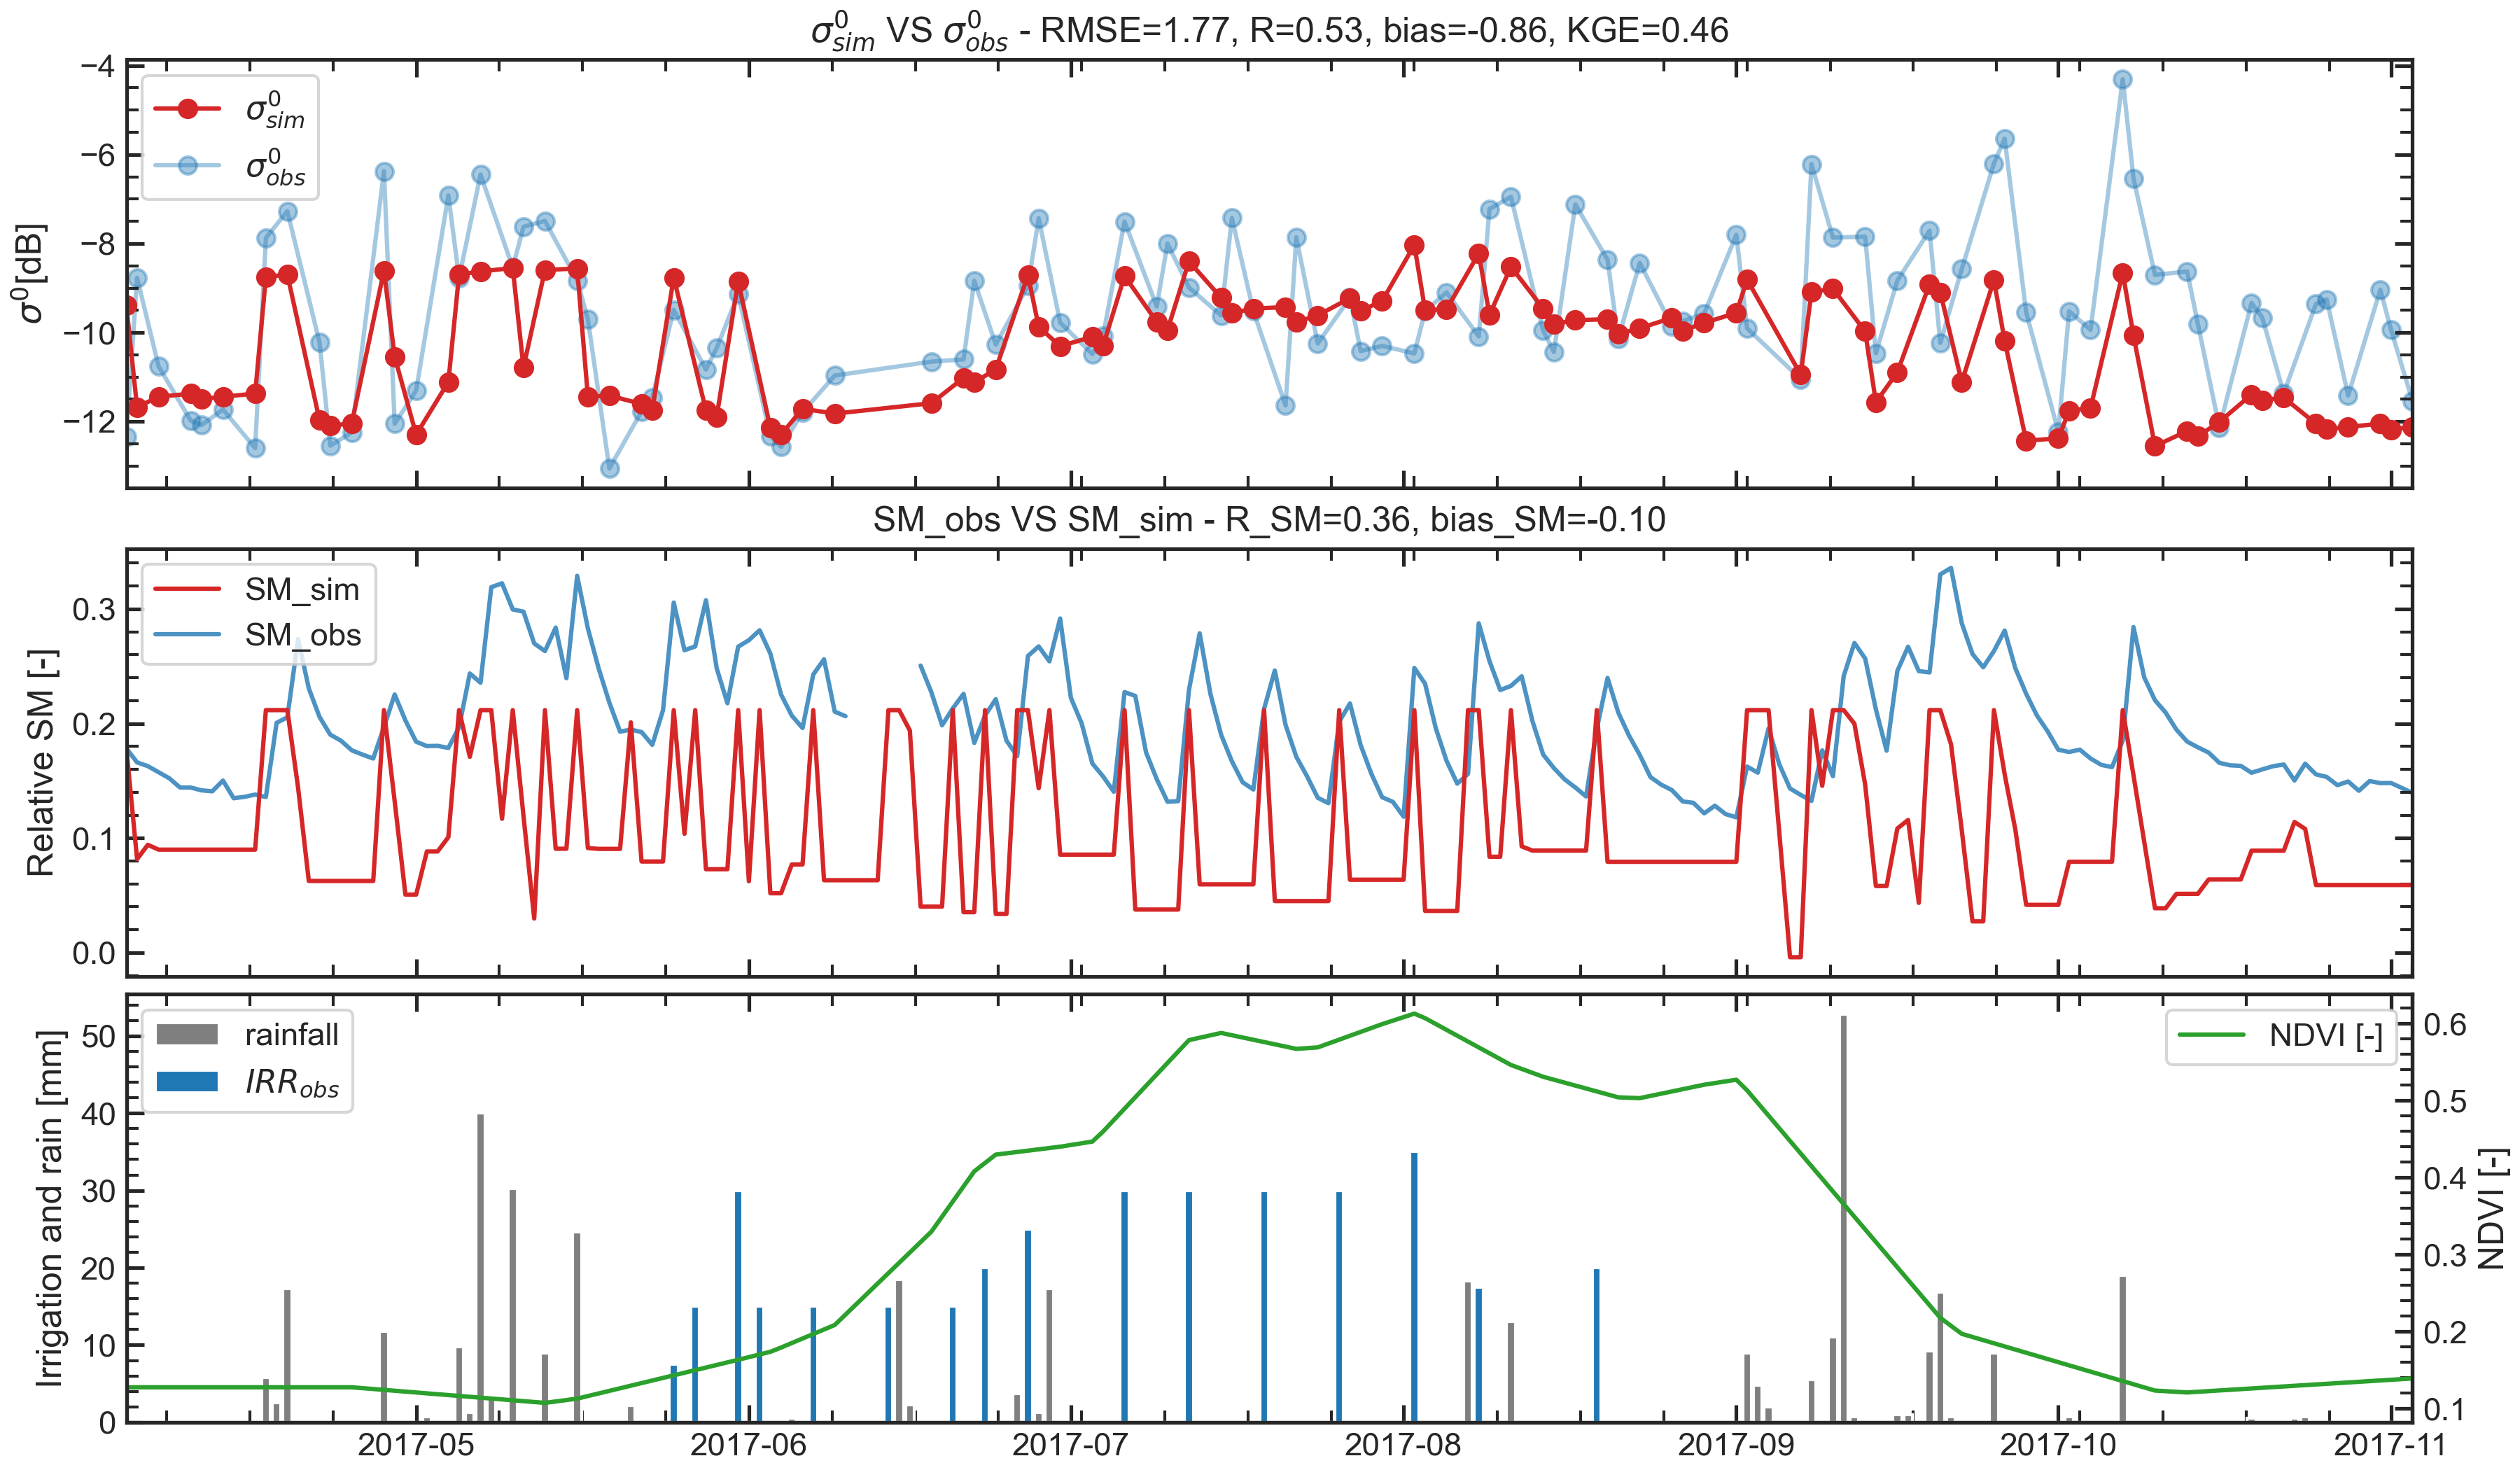 σ⁰sim VS σ⁰obs - RMSE=1.77, R=0.53, bias=-0.86, KGE=0.46
σ⁰[dB]
−4
−6
−8
−10
−12
σ⁰sim
σ⁰obs
SM_obs VS SM_sim - R_SM=0.36, bias_SM=-0.10
Relative SM [-]
0.3
0.2
0.1
0.0
SM_sim
SM_obs
Irrigation and rain [mm]
50
40
30
20
10
0
rainfall
IRRobs
NDVI [-]
0.6
0.5
0.4
0.3
0.2
0.1
NDVI [-]
2017-05
2017-06
2017-07
2017-08
2017-09
2017-10
2017-11